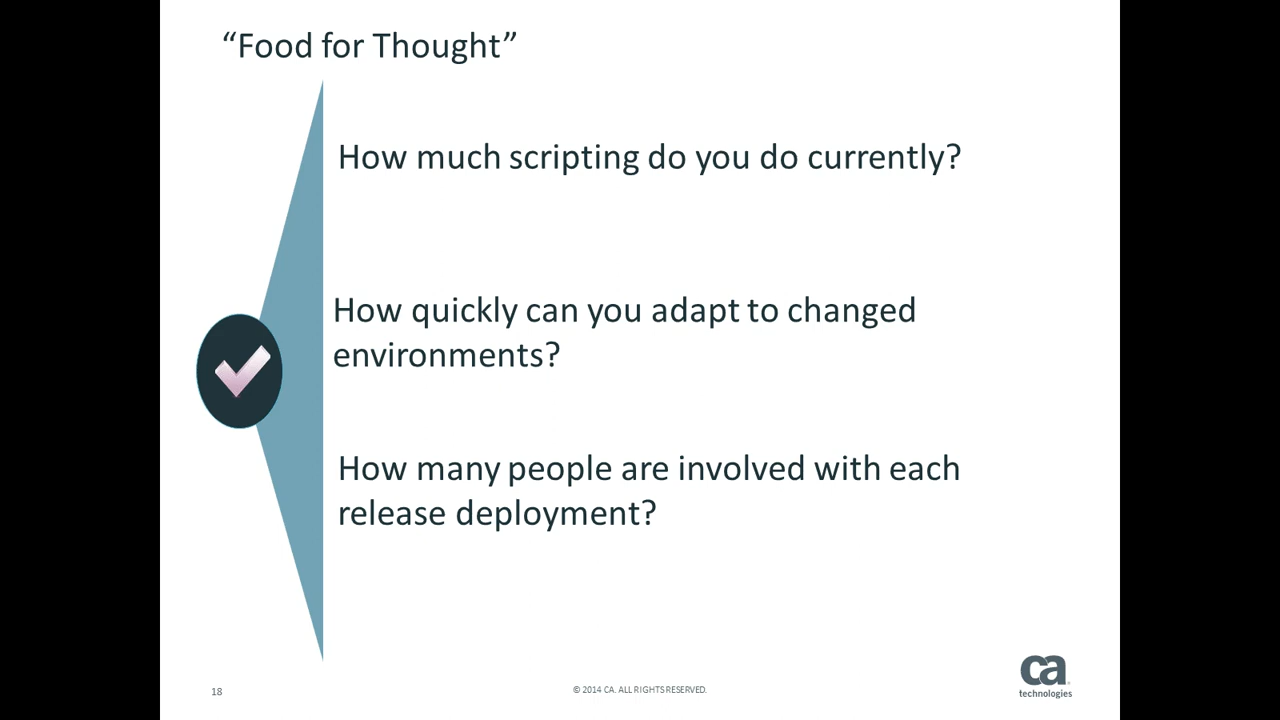 “Food for Thought”
How much scripting do you do currently?
How quickly can you adapt to changed
environments?
How many people are involved with each
release deployment?
18
© 2014 CA. ALL RIGHTS RESERVED.
ca
technologies